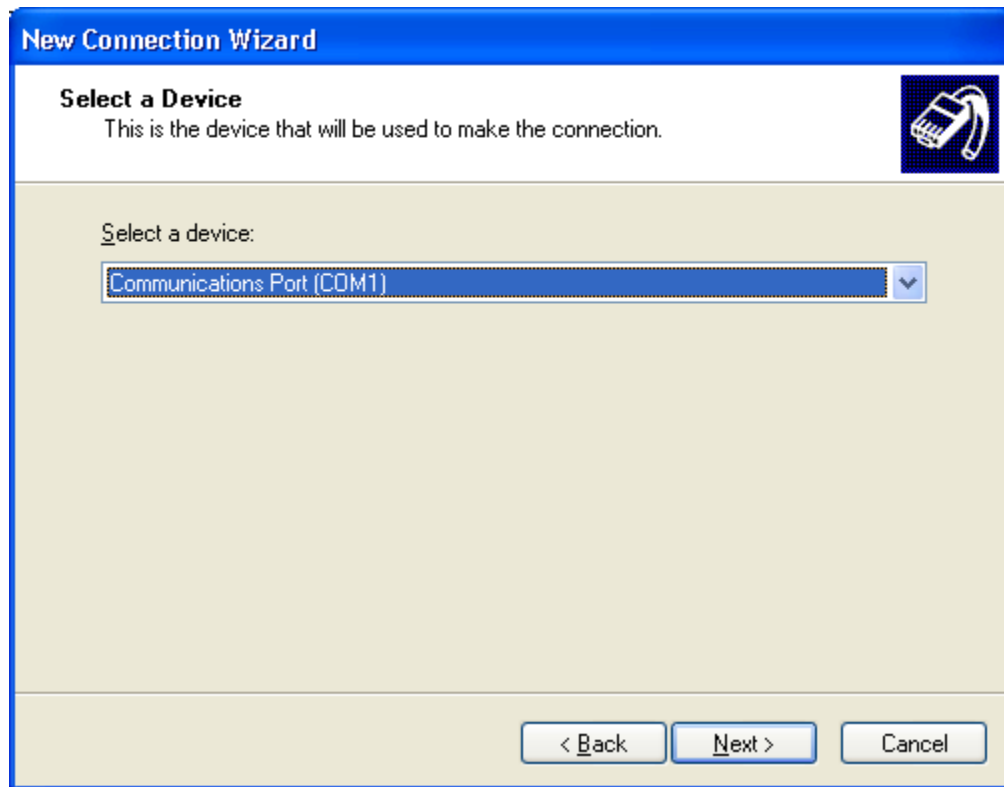 New Connection Wizard
Select a Device
This is the device that will be used to make the connection.
Select a device:
Communications Port (COM1)
< Back Next > Cancel